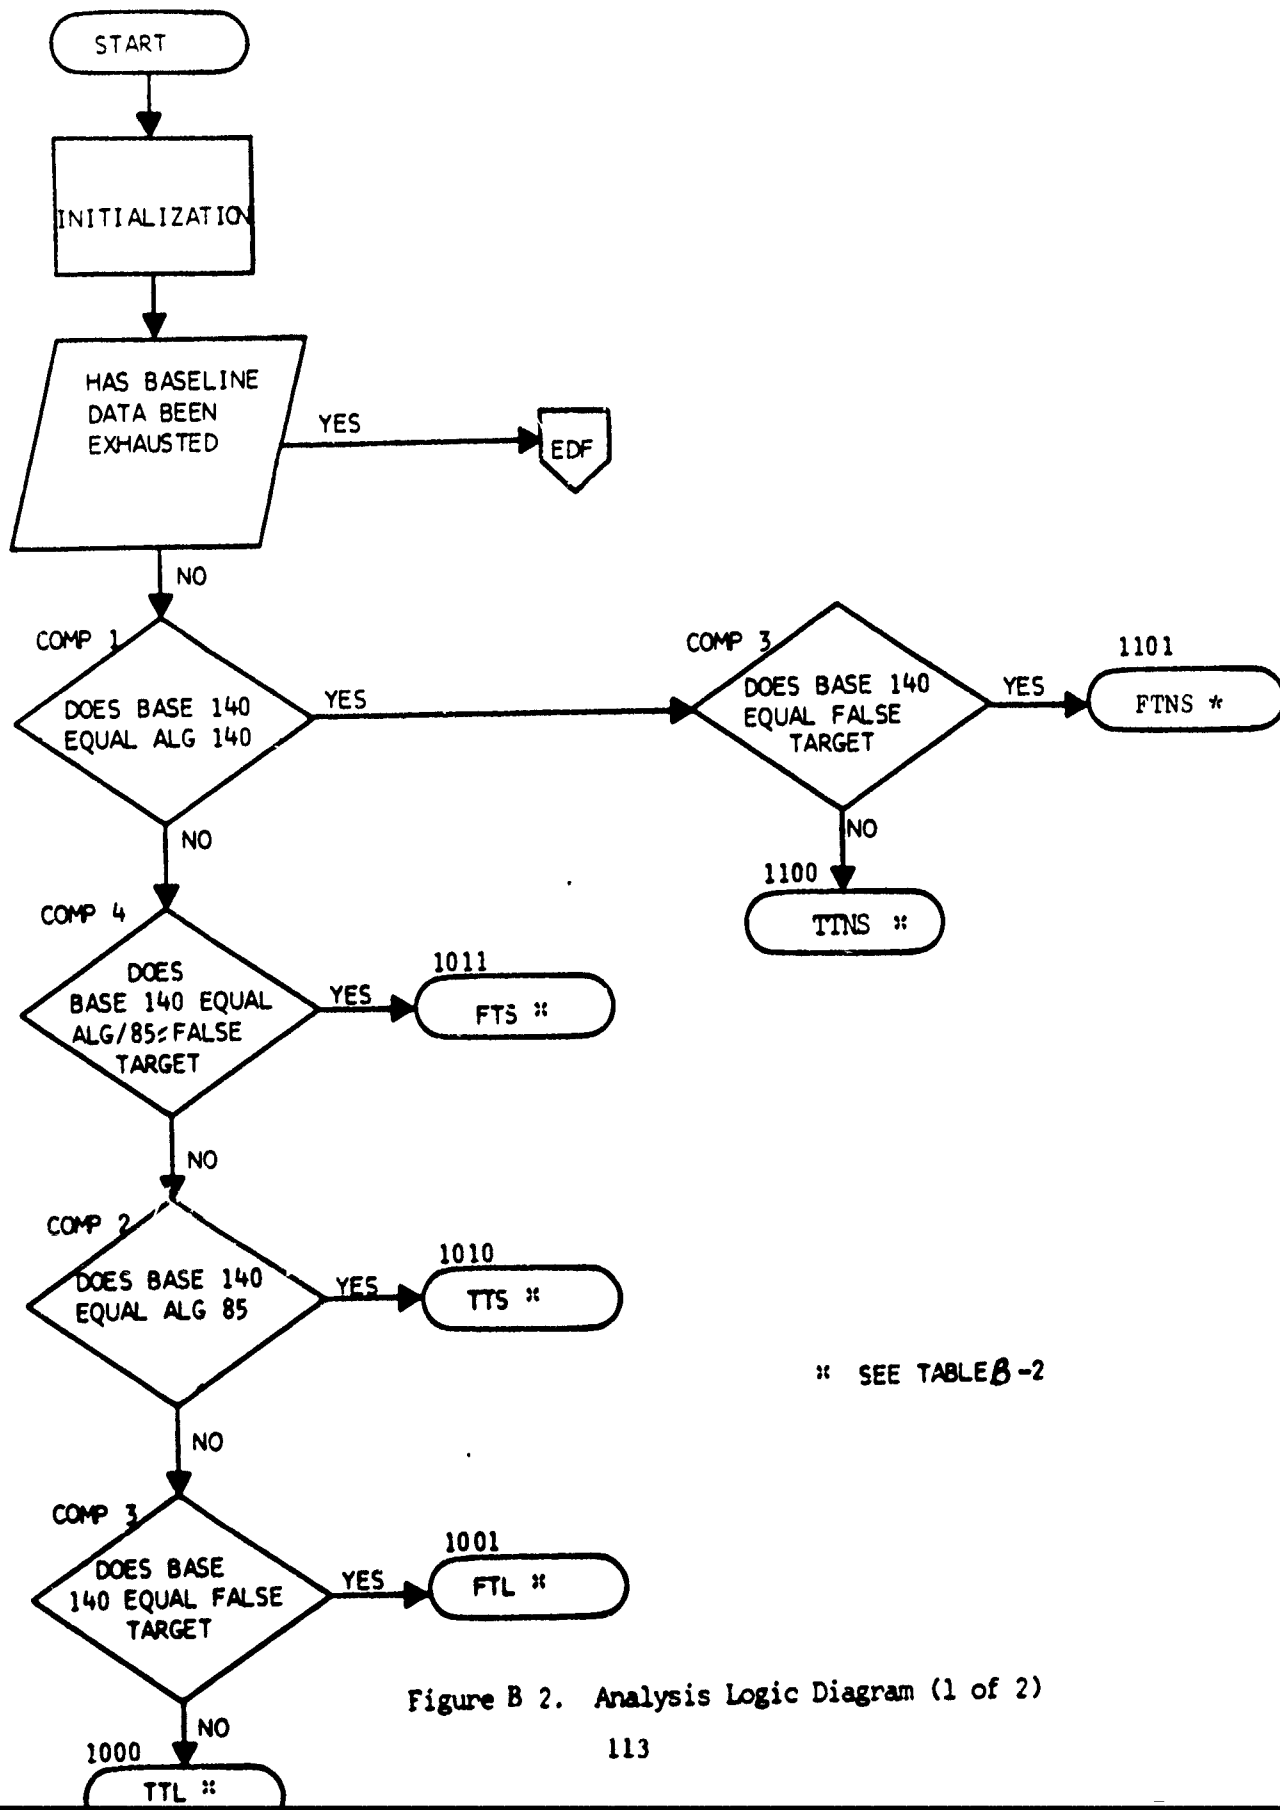 START
INITIALIZATION
HAS BASELINE
DATA BEEN
EXHAUSTED
YES
EDF
NO
COMP 1
DOES BASE 140
EQUAL ALG 140
YES
COMP 3
DOES BASE 140
EQUAL FALSE
TARGET
YES
1101
FTNS *
NO
1100
TTNS *
NO
COMP 4
DOES
BASE 140 EQUAL
ALG/85≤FALSE
TARGET
YES
1011
FTS *
NO
COMP 2
DOES BASE 140
EQUAL ALG 85
YES
1010
TTS *
* SEE TABLE B-2
NO
COMP 3
DOES BASE
140 EQUAL FALSE
TARGET
YES
1001
FTL *
NO
1000
TTL *
Figure B 2. Analysis Logic Diagram (1 of 2)
113